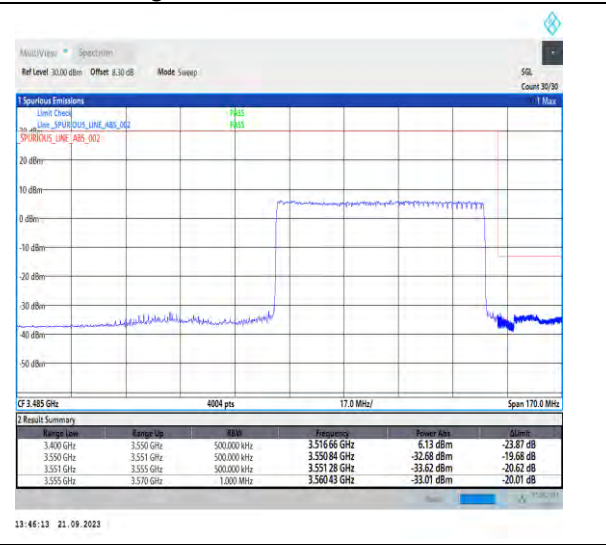 MultiView Spectrum
Ref Level 30.00 dBm Offset 8.30 dB Mode Sweep SGL
Count 30/30
1 Spurious Emissions 1 Max
Limit Check PASS
Line _SPURIOUS_LINE_ABS_002 PASS
_SPURIOUS_LINE_ABS_002
20 dBm
10 dBm
0 dBm
-10 dBm
-20 dBm
-30 dBm
-40 dBm
-50 dBm
CF 3.485 GHz 4004 pts 17.0 MHz/ Span 170.0 MHz
2 Result Summary
Range Low Range Up RBW Frequency Power Abs ΔLimit
3.400 GHz 3.550 GHz 500.000 kHz 3.516 66 GHz 6.13 dBm -23.87 dB
3.550 GHz 3.551 GHz 500.000 kHz 3.550 84 GHz -32.68 dBm -19.68 dB
3.551 GHz 3.555 GHz 500.000 kHz 3.551 28 GHz -33.62 dBm -20.62 dB
3.555 GHz 3.570 GHz 1.000 MHz 3.560 43 GHz -33.01 dBm -20.01 dB
13:46:13 21.09.2023